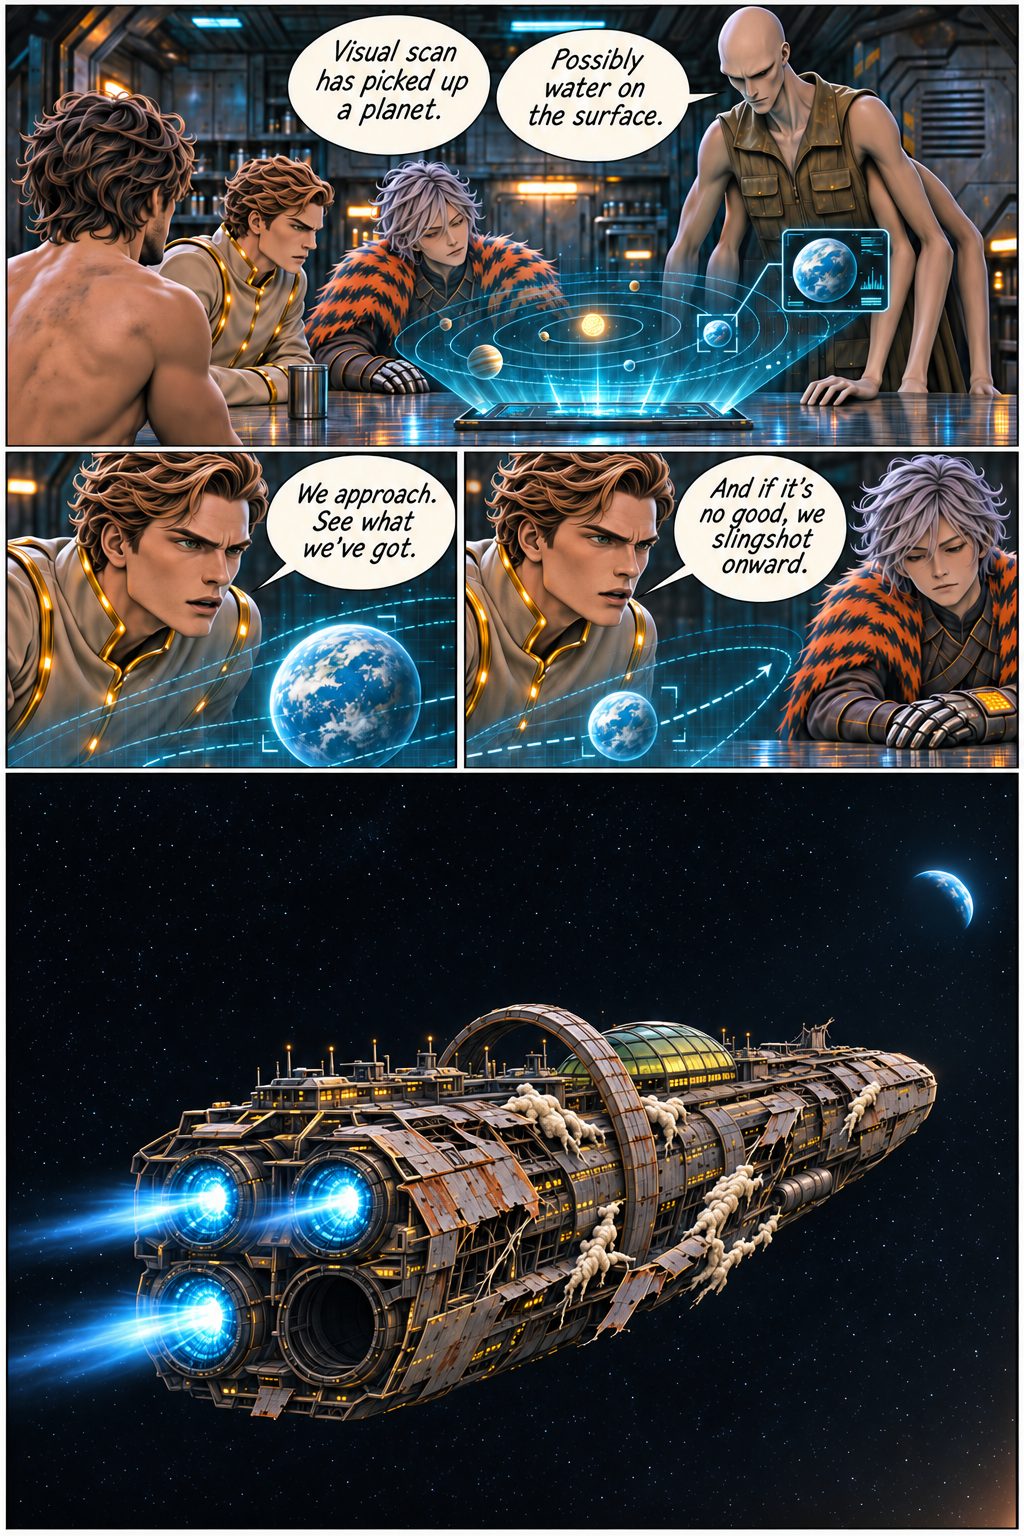 Visual scan
has picked up
a planet.
Possibly
water on
the surface.
We approach.
See what
we've got.
And if it's
no good, we
slingshot
onward.